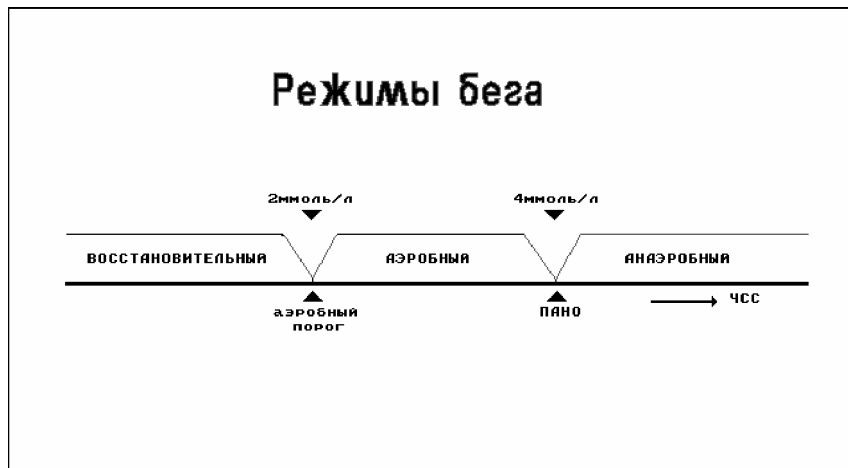 Режимы бега
2ммоль/л 4ммоль/л
ВОССТАНОВИТЕЛЬНЫЙ АЭРОБНЫЙ АНАЭРОБНЫЙ
аэробный
порог
ПАНО
ЧСС